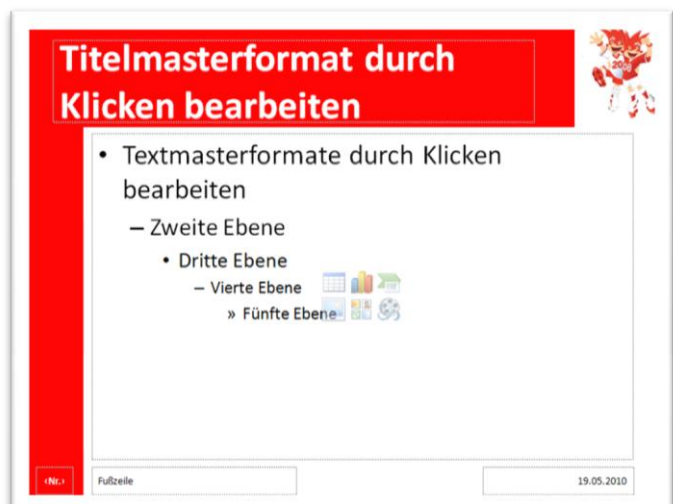 Titelmasterformat durch
Klicken bearbeiten
2008
• Textmasterformate durch Klicken
bearbeiten
– Zweite Ebene
• Dritte Ebene
– Vierte Ebene
» Fünfte Ebene
‹Nr.›
Fußzeile
19.05.2010